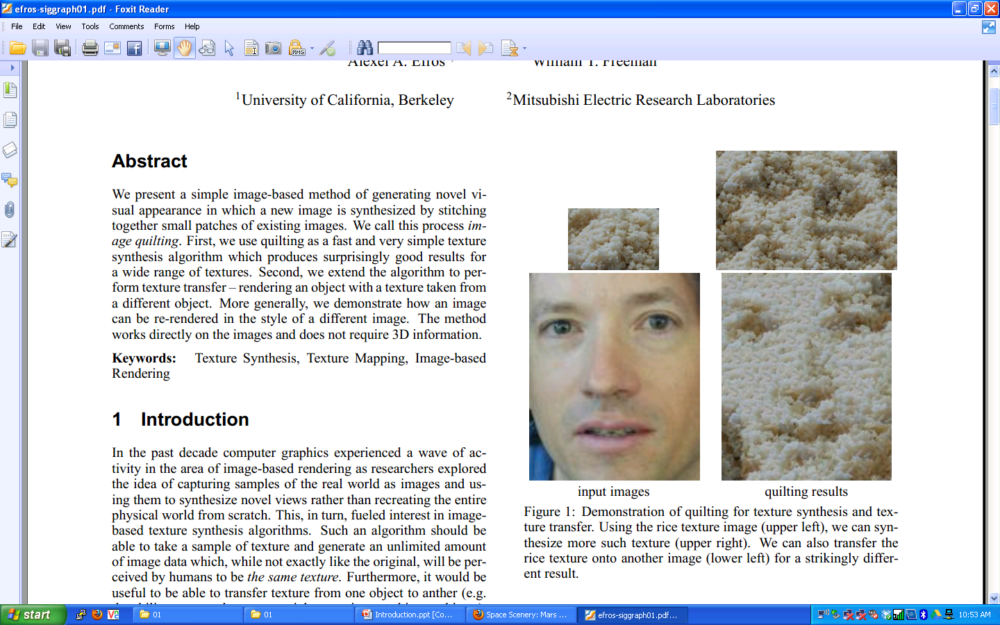 efros-siggraph01.pdf - Foxit Reader
File Edit View Tools Comments Forms Help
RMS
Alexei A. Efros William T. Freeman
1University of California, Berkeley 2Mitsubishi Electric Research Laboratories
Abstract
We present a simple image-based method of generating novel vi-
sual appearance in which a new image is synthesized by stitching
together small patches of existing images. We call this process im-
age quilting. First, we use quilting as a fast and very simple texture
synthesis algorithm which produces surprisingly good results for
a wide range of textures. Second, we extend the algorithm to per-
form texture transfer – rendering an object with a texture taken from
a different object. More generally, we demonstrate how an image
can be re-rendered in the style of a different image. The method
works directly on the images and does not require 3D information.
Keywords: Texture Synthesis, Texture Mapping, Image-based
Rendering
1 Introduction
In the past decade computer graphics experienced a wave of ac-
tivity in the area of image-based rendering as researchers explored
the idea of capturing samples of the real world as images and us-
ing them to synthesize novel views rather than recreating the entire
physical world from scratch. This, in turn, fueled interest in image-
based texture synthesis algorithms. Such an algorithm should be
able to take a sample of texture and generate an unlimited amount
of image data which, while not exactly like the original, will be per-
ceived by humans to be the same texture. Furthermore, it would be
useful to be able to transfer texture from one object to anther (e.g.
input images quilting results
Figure 1: Demonstration of quilting for texture synthesis and tex-
ture transfer. Using the rice texture image (upper left), we can syn-
thesize more such texture (upper right). We can also transfer the
rice texture onto another image (lower left) for a strikingly differ-
ent result.
start 01 01 Introduction.ppt [Co... Space Scenery: Mars ... efros-siggraph01.pdf... 10:53 AM